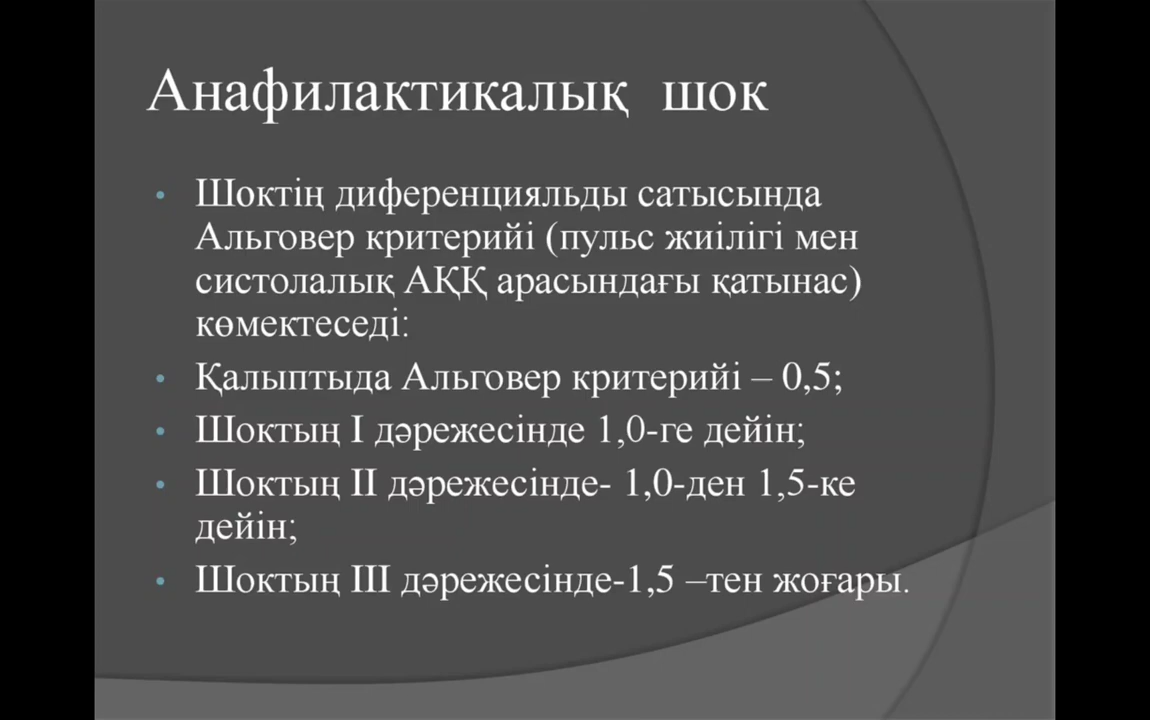 Анафилактикалық шок
• Шоктің диференцияльды сатысында
Альговер критерийі (пульс жиілігі мен
систолалық АҚҚ арасындағы қатынас)
көмектеседі:
• Қалыптыда Альговер критерийі – 0,5;
• Шоктың I дәрежесінде 1,0-ге дейін;
• Шоктың II дәрежесінде- 1,0-ден 1,5-ке
дейін;
• Шоктың III дәрежесінде-1,5 –тен жоғары.